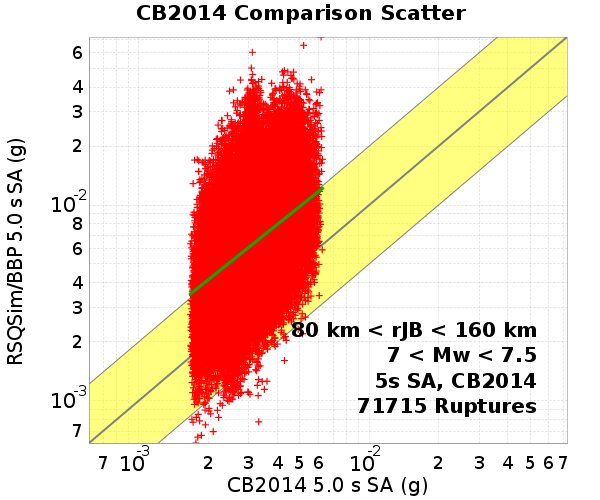 CB2014 Comparison Scatter
RSQSim/BBP 5.0 s SA (g)
6
4
3
2
10-2
8
6
4
3
2
10-3
7
80 km < rJB < 160 km
7 < Mw < 7.5
5s SA, CB2014
71715 Ruptures
7 10-3 2 3 4 5 6 10-2 2 3 4 5 6 7
CB2014 5.0 s SA (g)